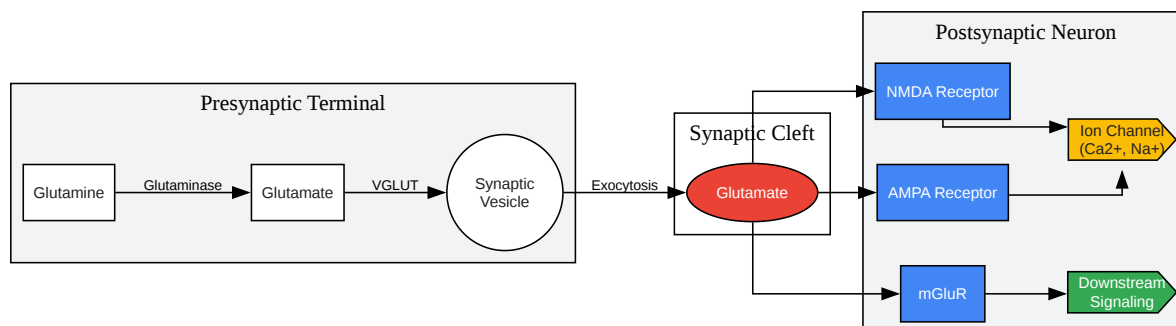 Presynaptic Terminal
Glutamine
Glutaminase
Glutamate
VGLUT
Synaptic
Vesicle
Exocytosis
Synaptic Cleft
Glutamate
Postsynaptic Neuron
NMDA Receptor
Ion Channel
(Ca2+, Na+)
AMPA Receptor
mGluR
Downstream
Signaling